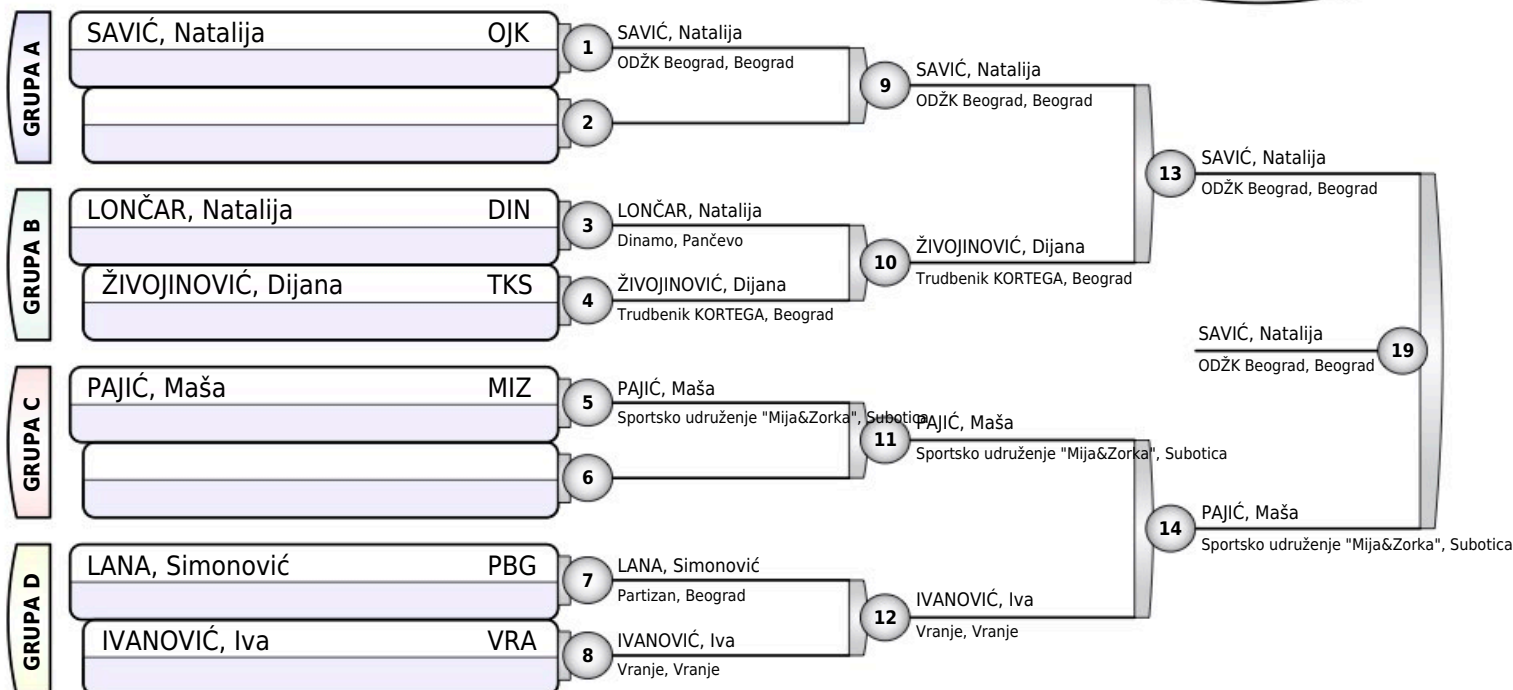 GRUPA A
SAVIĆ, Natalija OJK
1
SAVIĆ, Natalija
ODŽK Beograd, Beograd
2
9
SAVIĆ, Natalija
ODŽK Beograd, Beograd
GRUPA B
LONČAR, Natalija DIN
3
LONČAR, Natalija
Dinamo, Pančevo
ŽIVOJINOVIĆ, Dijana TKS
4
ŽIVOJINOVIĆ, Dijana
Trudbenik KORTEGA, Beograd
10
ŽIVOJINOVIĆ, Dijana
Trudbenik KORTEGA, Beograd
13
SAVIĆ, Natalija
ODŽK Beograd, Beograd
GRUPA C
PAJIĆ, Maša MIZ
5
PAJIĆ, Maša
Sportsko udruženje "Mija&Zorka", Subotica
6
11
PAJIĆ, Maša
Sportsko udruženje "Mija&Zorka", Subotica
GRUPA D
LANA, Simonović PBG
7
LANA, Simonović
Partizan, Beograd
IVANOVIĆ, Iva VRA
8
IVANOVIĆ, Iva
Vranje, Vranje
12
IVANOVIĆ, Iva
Vranje, Vranje
14
PAJIĆ, Maša
Sportsko udruženje "Mija&Zorka", Subotica
SAVIĆ, Natalija
ODŽK Beograd, Beograd
19